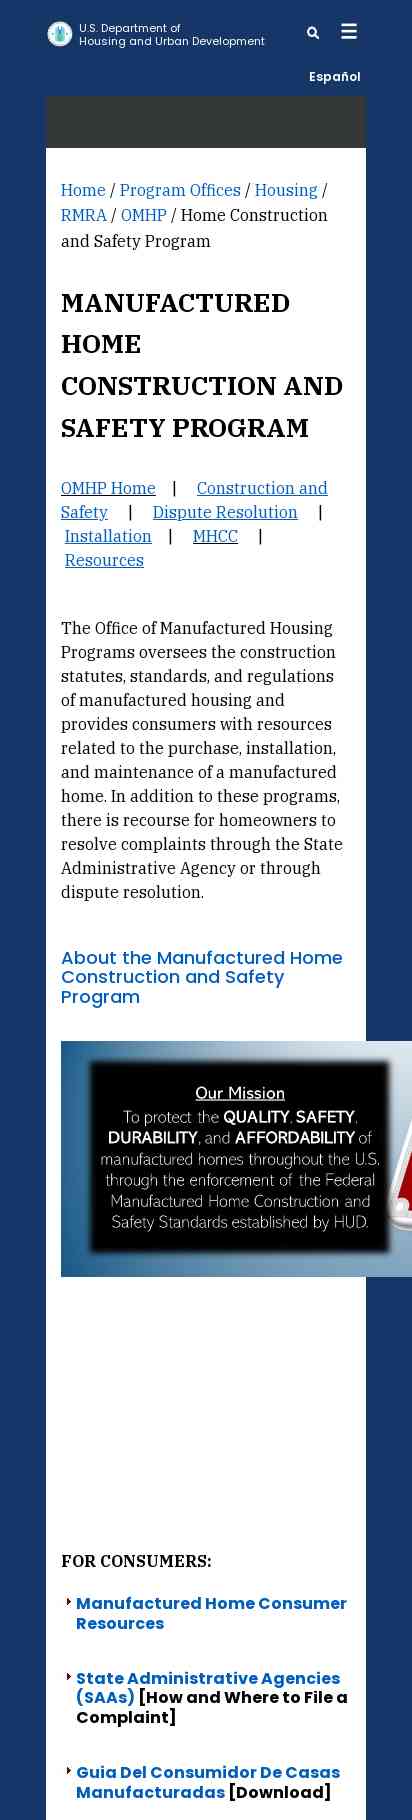 U.S. Department of
Housing and Urban Development
Español
Home / Program Offices / Housing /
RMRA / OMHP / Home Construction
and Safety Program
MANUFACTURED
HOME
CONSTRUCTION AND
SAFETY PROGRAM
OMHP Home | Construction and
Safety | Dispute Resolution |
Installation | MHCC |
Resources
The Office of Manufactured Housing
Programs oversees the construction
statutes, standards, and regulations
of manufactured housing and
provides consumers with resources
related to the purchase, installation,
and maintenance of a manufactured
home. In addition to these programs,
there is recourse for homeowners to
resolve complaints through the State
Administrative Agency or through
dispute resolution.
About the Manufactured Home
Construction and Safety
Program
Our Mission
To protect the QUALITY, SAFETY,
DURABILITY, and AFFORDABILITY of
manufactured homes throughout the U.S.
through the enforcement of the Federal
Manufactured Home Construction and
Safety Standards established by HUD.
FOR CONSUMERS:
Manufactured Home Consumer
Resources
State Administrative Agencies
(SAAs) [How and Where to File a
Complaint]
Guia Del Consumidor De Casas
Manufacturadas [Download]